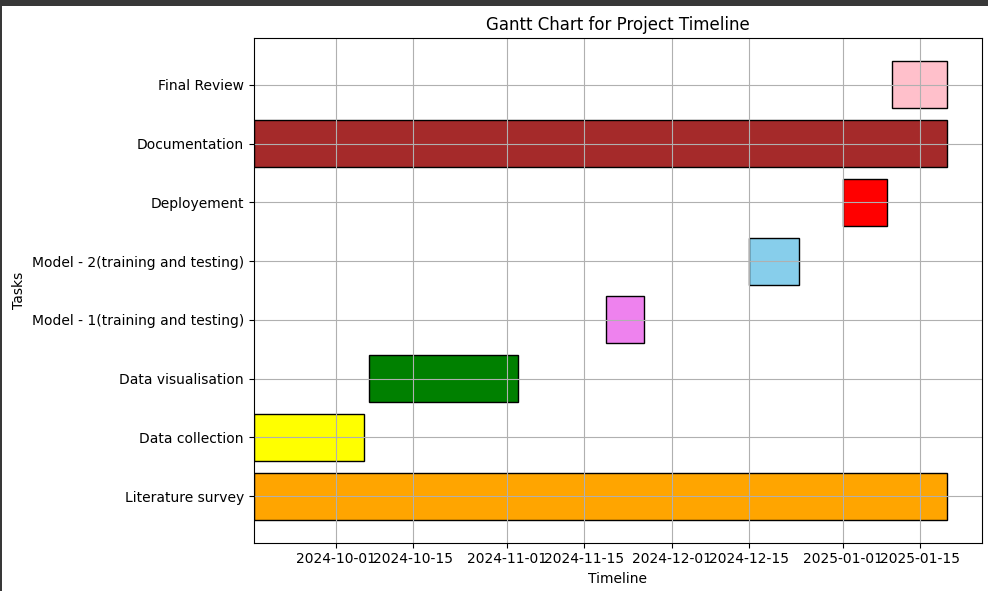 Gantt Chart for Project Timeline
Final Review
Documentation
Deployement
Model - 2(training and testing)
Model - 1(training and testing)
Data visualisation
Data collection
Literature survey
Tasks
2024-10-01 2024-10-15 2024-11-01 2024-11-15 2024-12-01 2024-12-15 2025-01-01 2025-01-15
Timeline